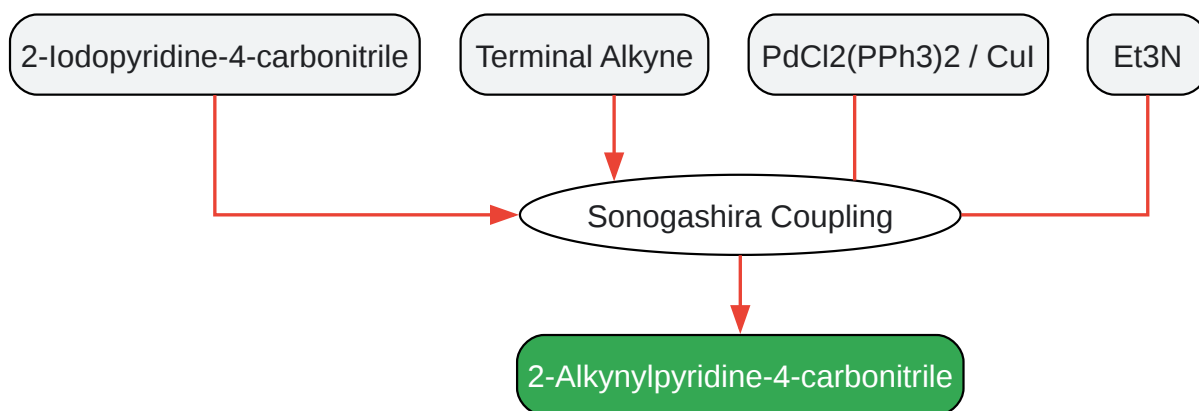 2-Iodopyridine-4-carbonitrile
Terminal Alkyne
PdCl2(PPh3)2 / CuI
Et3N
Sonogashira Coupling
2-Alkynylpyridine-4-carbonitrile